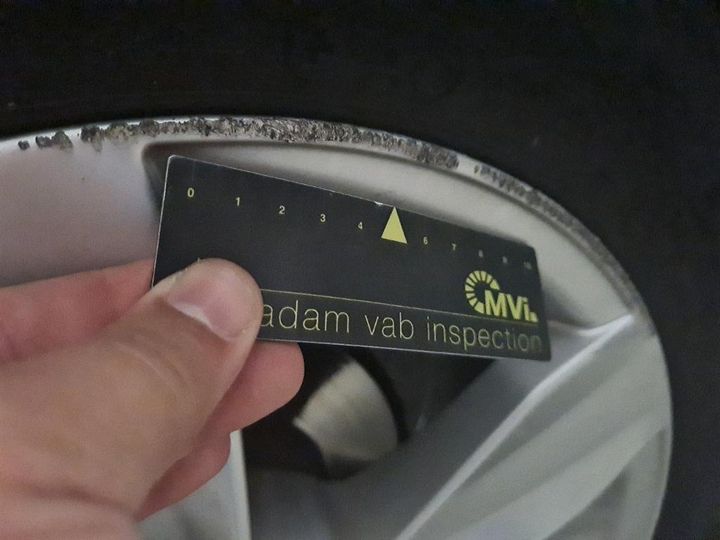 0 1 2 3 4 6 7 8 9 10
MVi.
adam vab inspection